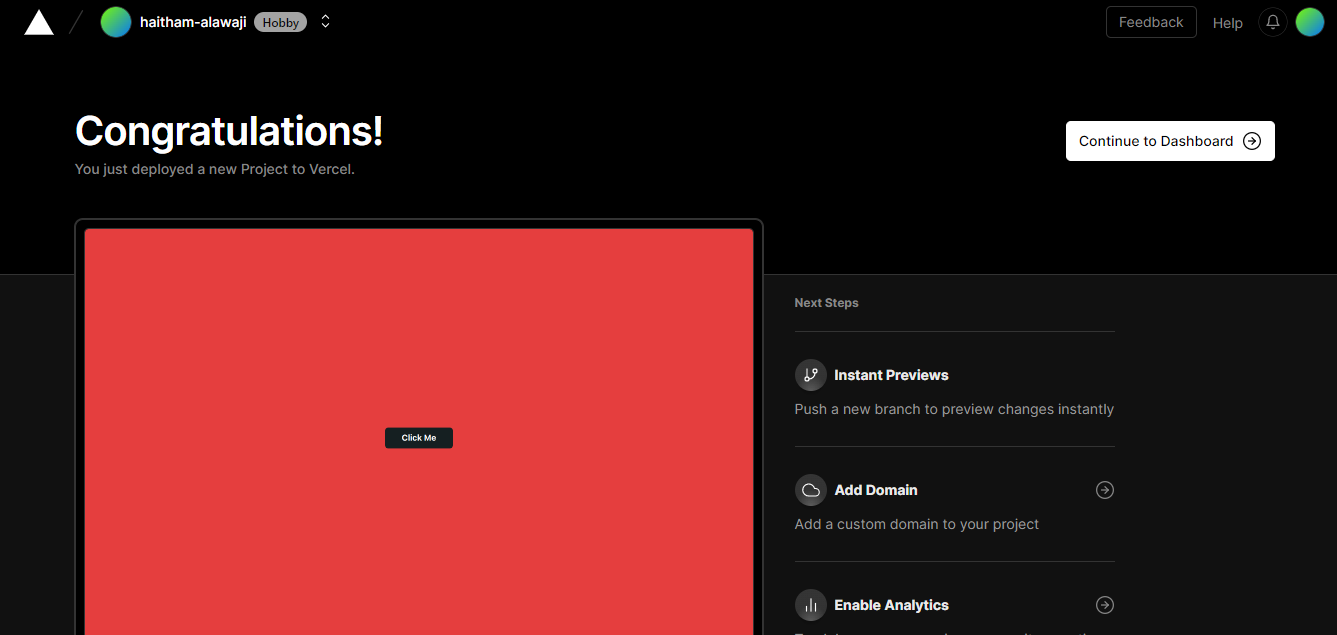 haitham-alawaji Hobby
Feedback
Help
Congratulations!
You just deployed a new Project to Vercel.
Continue to Dashboard
Click Me
Next Steps
Instant Previews
Push a new branch to preview changes instantly
Add Domain
Add a custom domain to your project
Enable Analytics